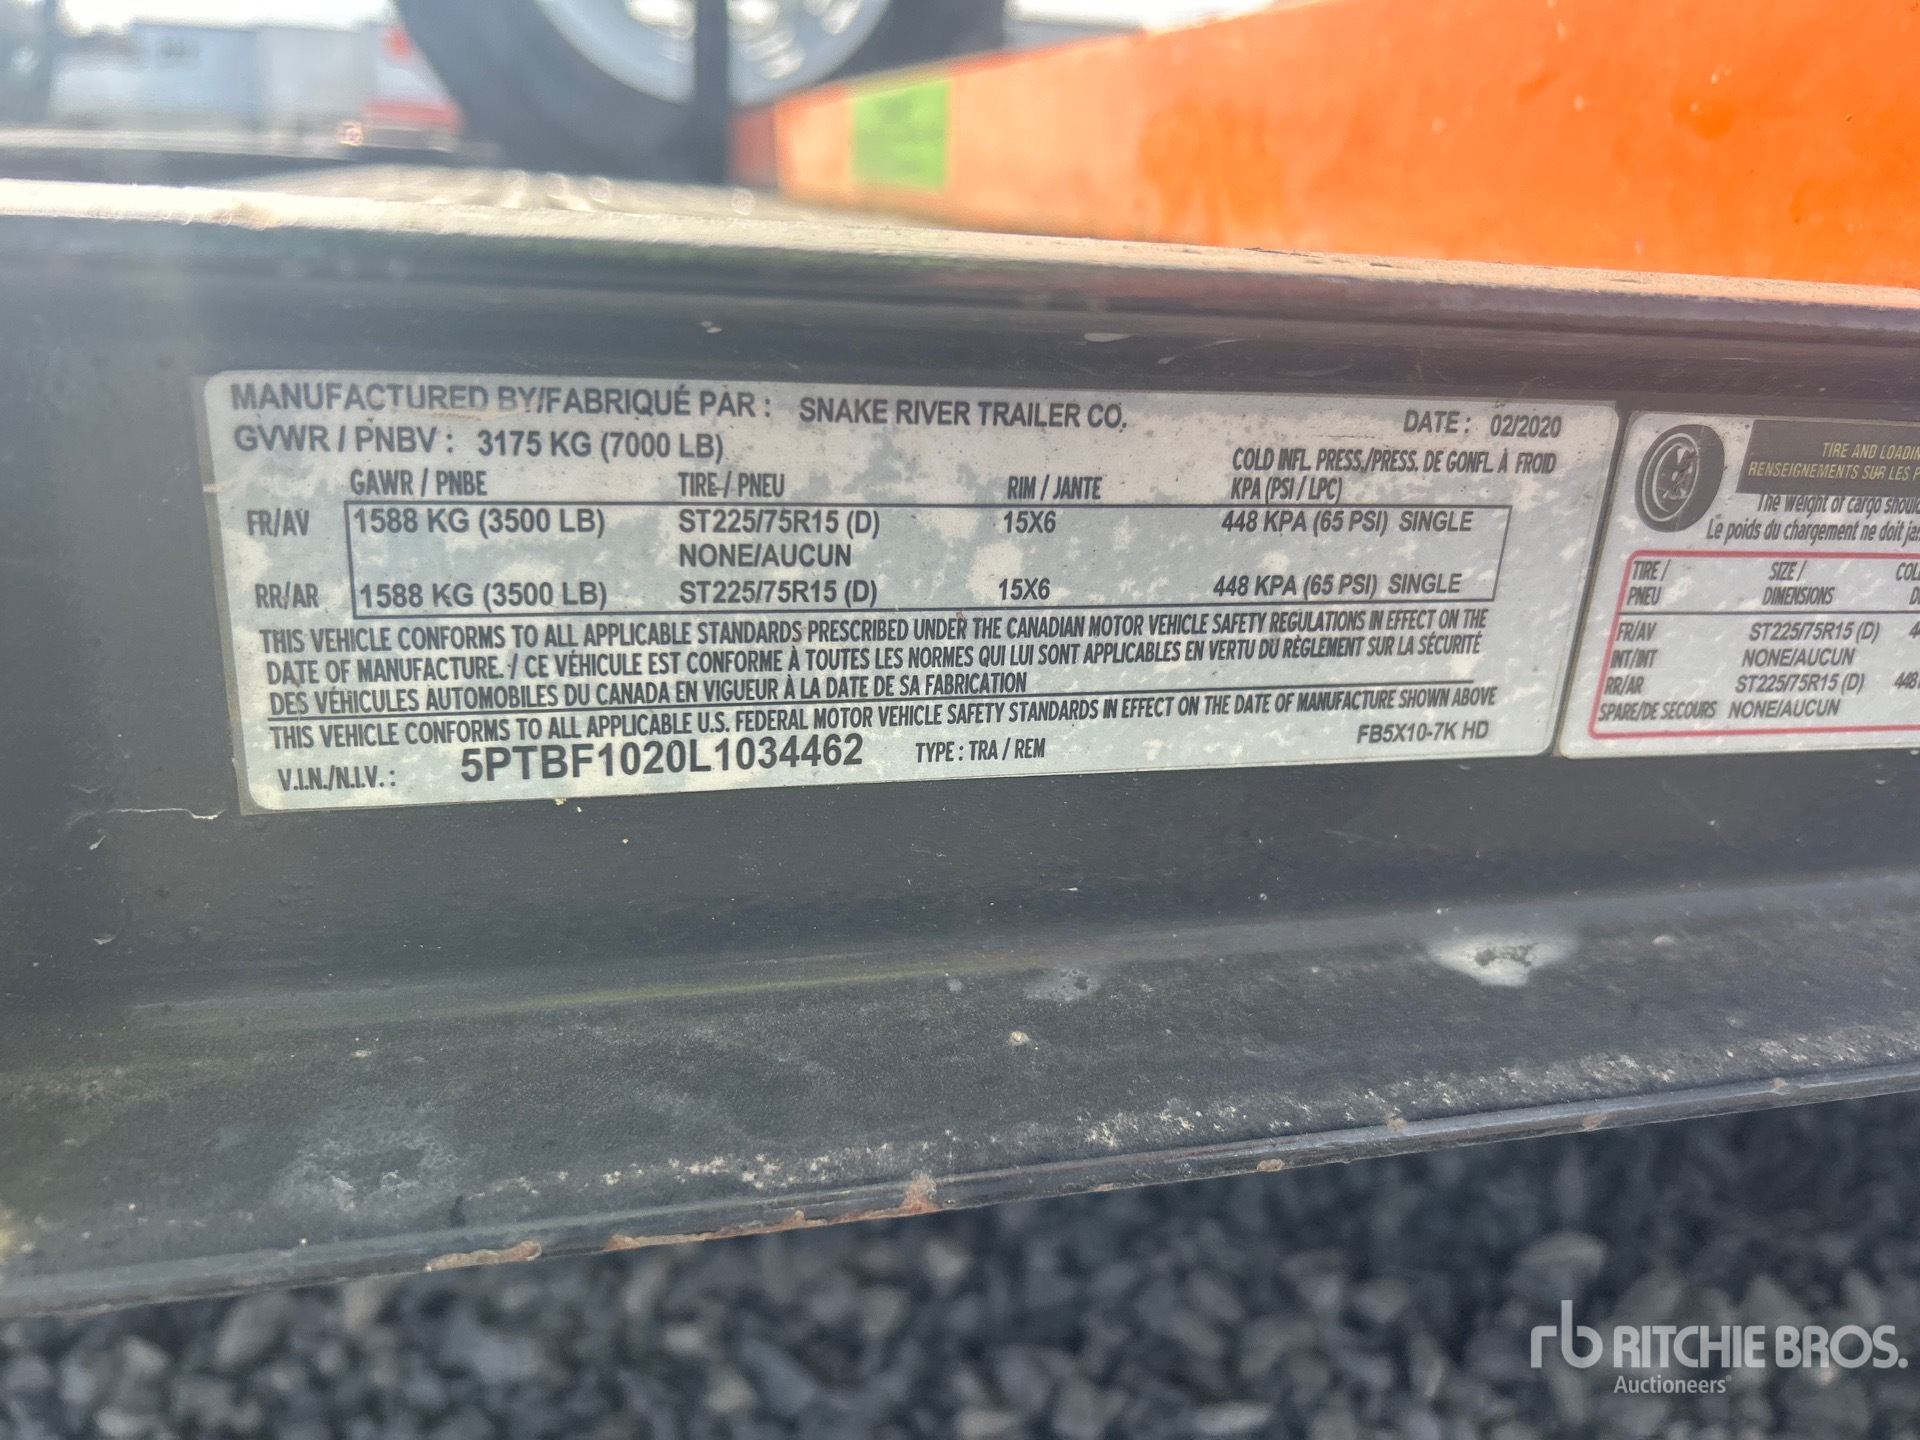 MANUFACTURED BY/FABRIQUÉ PAR : SNAKE RIVER TRAILER CO. DATE : 02/2020
GVWR / PNBV : 3175 KG (7000 LB)
COLD INFL. PRESS./PRESS. DE GONFL. À FROID
GAWR / PNBE TIRE / PNEU RIM / JANTE KPA (PSI / LPC)
FR/AV 1588 KG (3500 LB) ST225/75R15 (D) 15X6 448 KPA (65 PSI) SINGLE
NONE/AUCUN
RR/AR 1588 KG (3500 LB) ST225/75R15 (D) 15X6 448 KPA (65 PSI) SINGLE
THIS VEHICLE CONFORMS TO ALL APPLICABLE STANDARDS PRESCRIBED UNDER THE CANADIAN MOTOR VEHICLE SAFETY REGULATIONS IN EFFECT ON THE
DATE OF MANUFACTURE. / CE VÉHICULE EST CONFORME À TOUTES LES NORMES QUI LUI SONT APPLICABLES EN VERTU DU RÈGLEMENT SUR LA SÉCURITÉ
DES VÉHICULES AUTOMOBILES DU CANADA EN VIGUEUR À LA DATE DE SA FABRICATION
THIS VEHICLE CONFORMS TO ALL APPLICABLE U.S. FEDERAL MOTOR VEHICLE SAFETY STANDARDS IN EFFECT ON THE DATE OF MANUFACTURE SHOWN ABOVE
V.I.N./N.I.V. : 5PTBF1020L1034462 TYPE : TRA / REM FB5X10-7K HD
TIRE AND
RENSEIGNEMENTS SUR LES
The weight of cargo
Le poids du chargement ne doit
TIRE / SIZE /
PNEU DIMENSIONS
FR/AV ST225/75R15 (D)
INT/INT NONE/AUCUN
RR/AR ST225/75R15 (D) 448
SPARE/DE SECOURS NONE/AUCUN
rb RITCHIE BROS.
Auctioneers